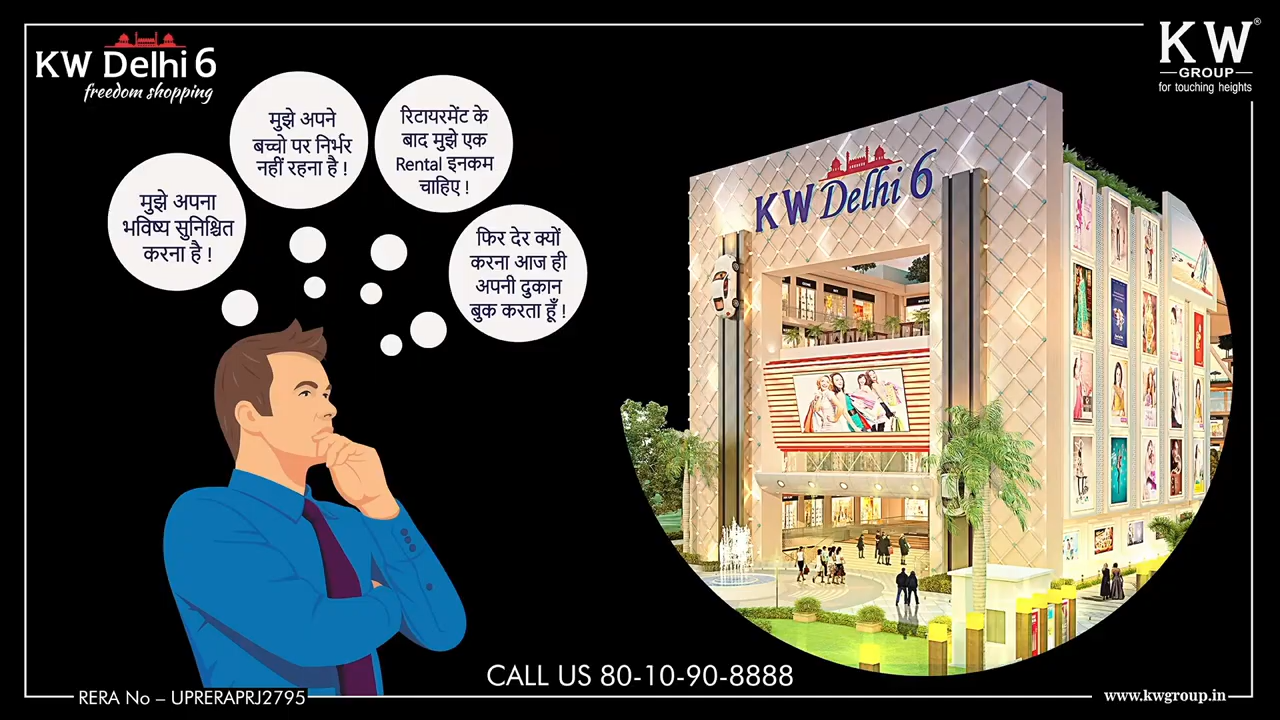 KW Delhi 6
freedom shopping
KW®
GROUP
for touching heights
मुझे अपना
भविष्य सुनिश्चित
करना है !
मुझे अपने
बच्चो पर निर्भर
नहीं रहना है !
रिटायरमेंट के
बाद मुझे एक
Rental इनकम
चाहिए !
फिर देर क्यों
करना आज ही
अपनी दुकान
बुक करता हूँ !
KW Delhi 6
CALL US 80-10-90-8888
RERA No – UPRERAPRJ2795
www.kwgroup.in